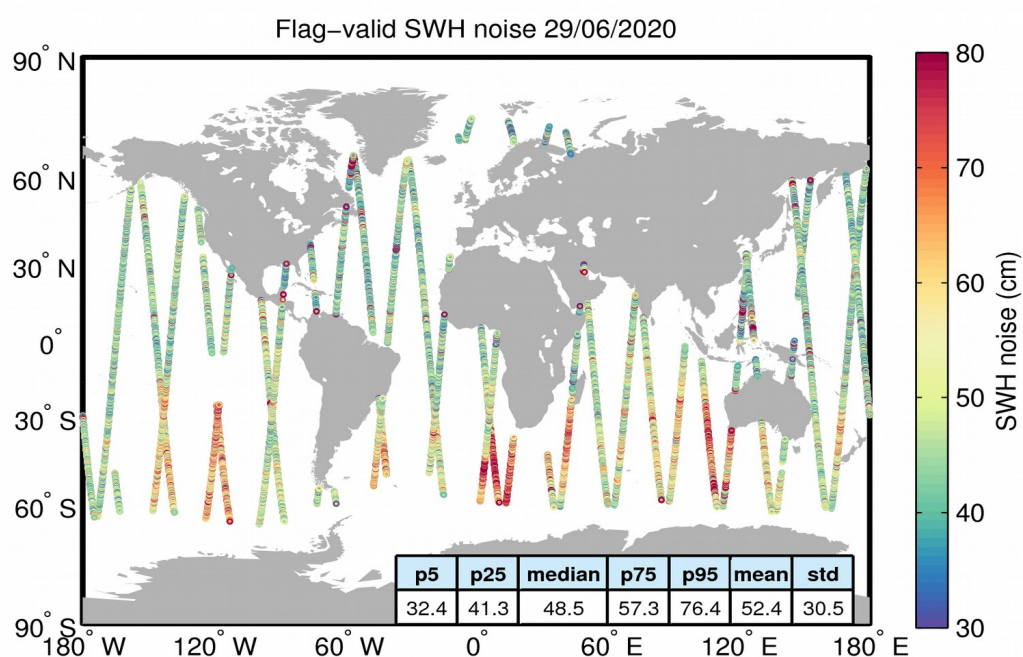 Flag−valid SWH noise 29/06/2020
90° N
60° N
30° N
0°
30° S
60° S
90° S
180° W
120° W
60° W
0°
60° E
120° E
180° E
p5 p25 median p75 p95 mean std
32.4 41.3 48.5 57.3 76.4 52.4 30.5
80
70
60
50
40
30
SWH noise (cm)